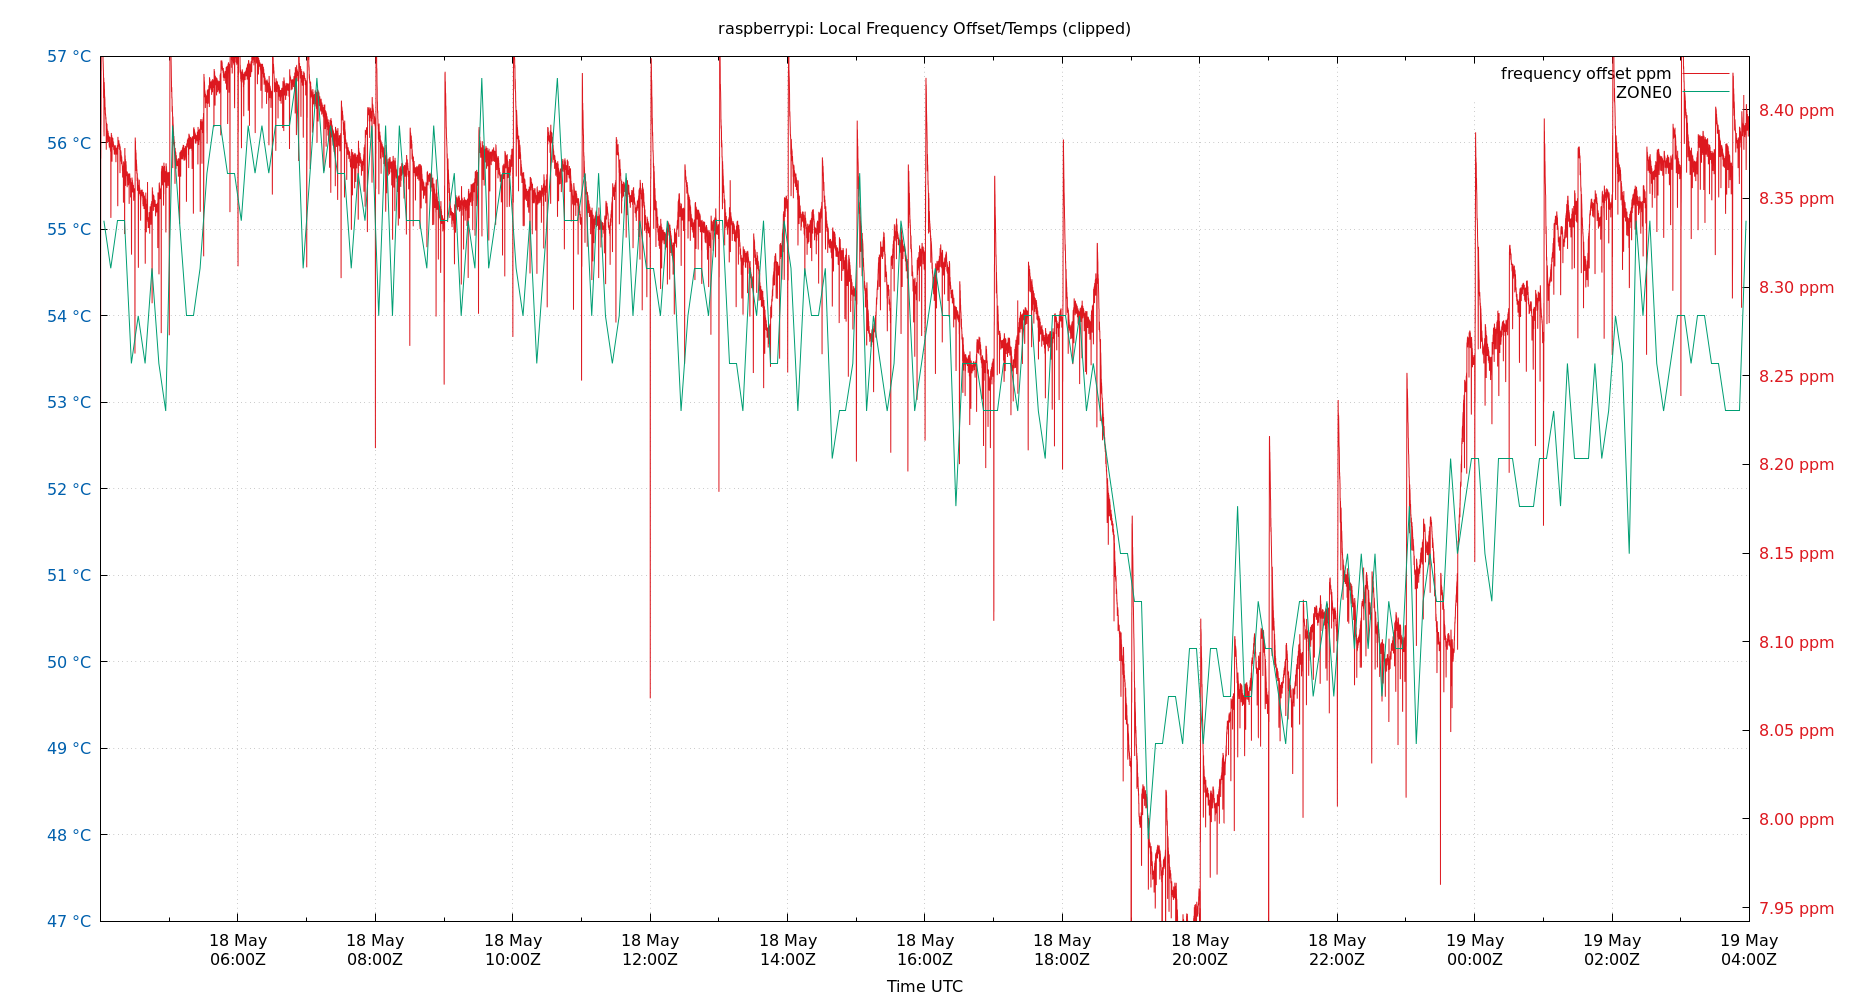 raspberrypi: Local Frequency Offset/Temps (clipped)
57 °C
56 °C
55 °C
54 °C
53 °C
52 °C
51 °C
50 °C
49 °C
48 °C
47 °C
frequency offset ppm
ZONE0
8.40 ppm
8.35 ppm
8.30 ppm
8.25 ppm
8.20 ppm
8.15 ppm
8.10 ppm
8.05 ppm
8.00 ppm
7.95 ppm
18 May 18 May 18 May 18 May 18 May 18 May 18 May 18 May 18 May 19 May 19 May 19 May
06:00Z 08:00Z 10:00Z 12:00Z 14:00Z 16:00Z 18:00Z 20:00Z 22:00Z 00:00Z 02:00Z 04:00Z
Time UTC